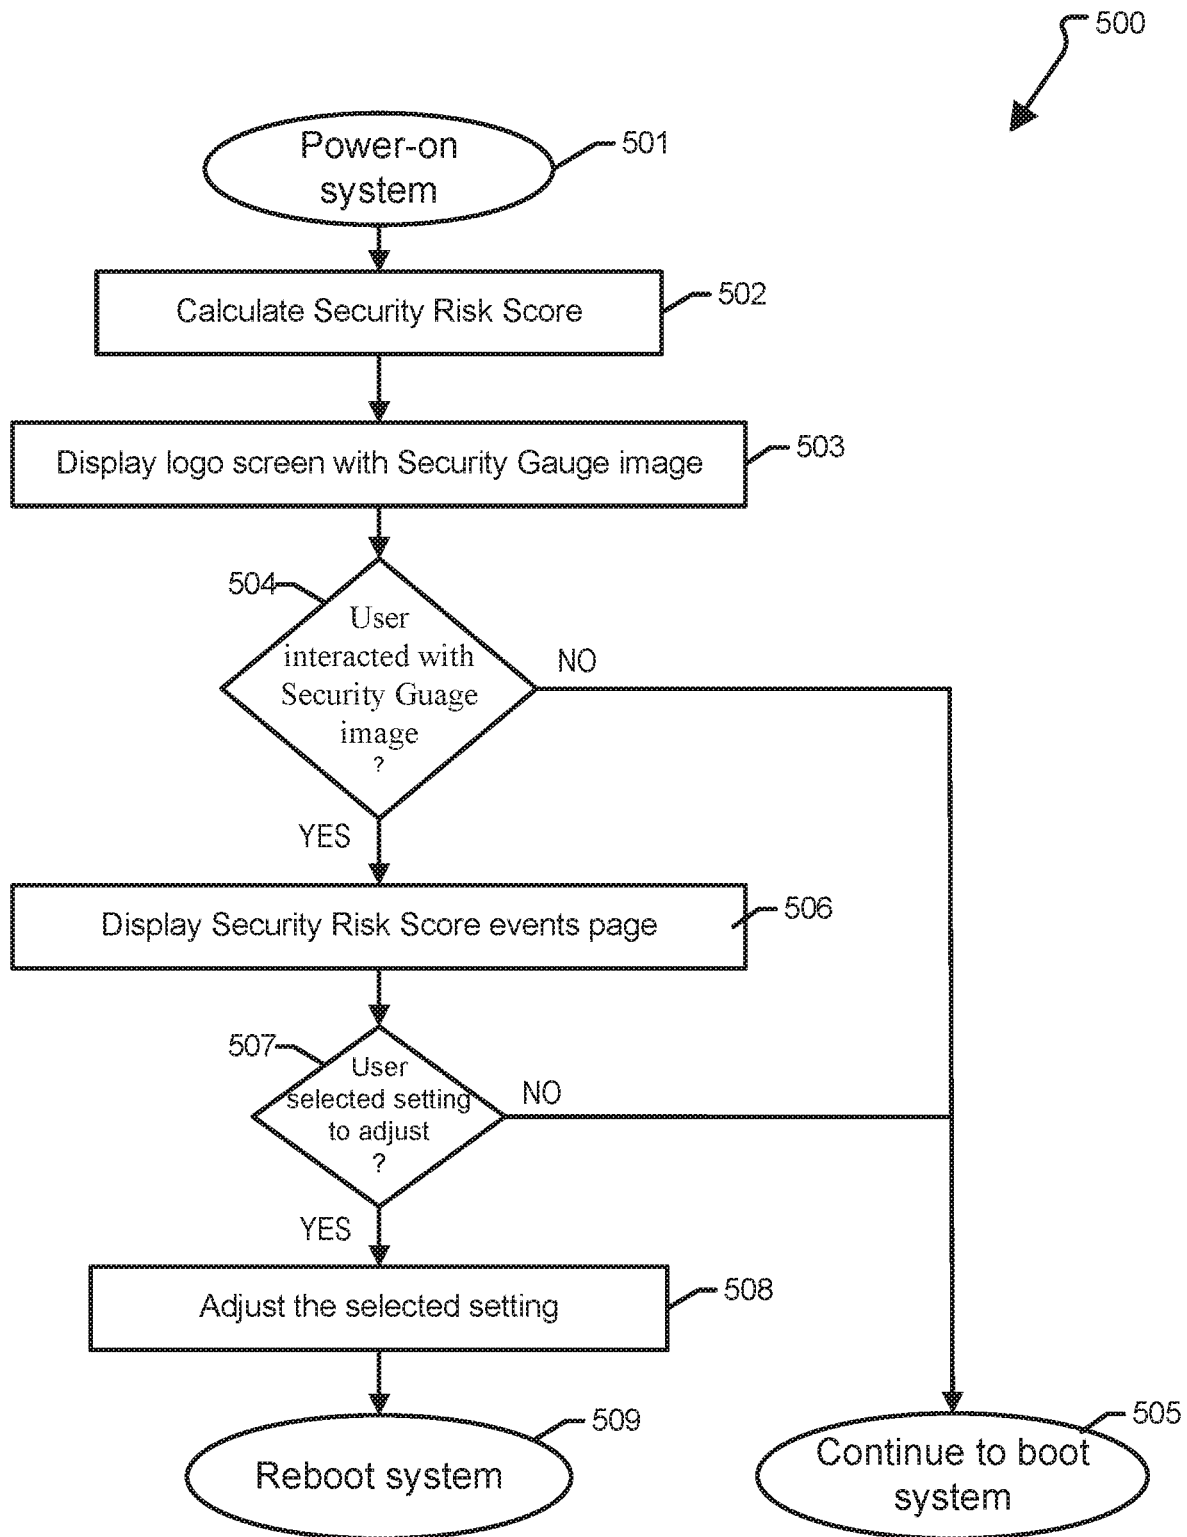 500
Power-on
system
501
Calculate Security Risk Score
502
Display logo screen with Security Gauge image
503
504
User
interacted with
Security Guage
image
?
NO
YES
Display Security Risk Score events page
506
507
User
selected setting
to adjust
?
NO
YES
Adjust the selected setting
508
Reboot system
509
Continue to boot
system
505